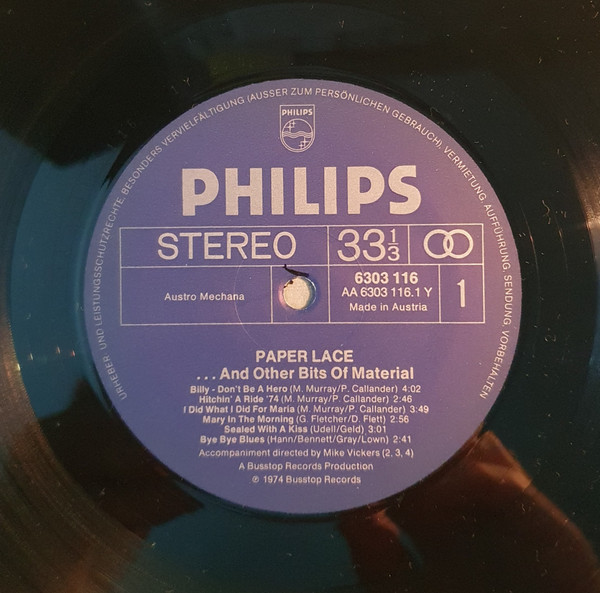 URHEBER- UND LEISTUNGSSCHUTZRECHTE, BESONDERS VERVIELFÄLTIGUNG (AUSSER ZUM PERSÖNLICHEN GEBRAUCH), VERMIETUNG, AUFFÜHRUNG, SENDUNG, VORBEHALTEN
PHILIPS
PHILIPS
STEREO 33 1/3
Austro Mechana
6303 116
AA 6303 116.1 Y
Made in Austria
1
PAPER LACE
...And Other Bits Of Material
Billy - Don't Be A Hero (M. Murray/P. Callander) 4:02
Hitchin' A Ride '74 (M. Murray/P. Callander) 2:46
I Did What I Did For Maria (M. Murray/P. Callander) 3:49
Mary In The Morning (G. Fletcher/D. Flett) 2:56
Sealed With A Kiss (Udell/Geld) 3:01
Bye Bye Blues (Hann/Bennett/Gray/Lown) 2:41
Accompaniment directed by Mike Vickers (2, 3, 4)
A Busstop Records Production
℗ 1974 Busstop Records